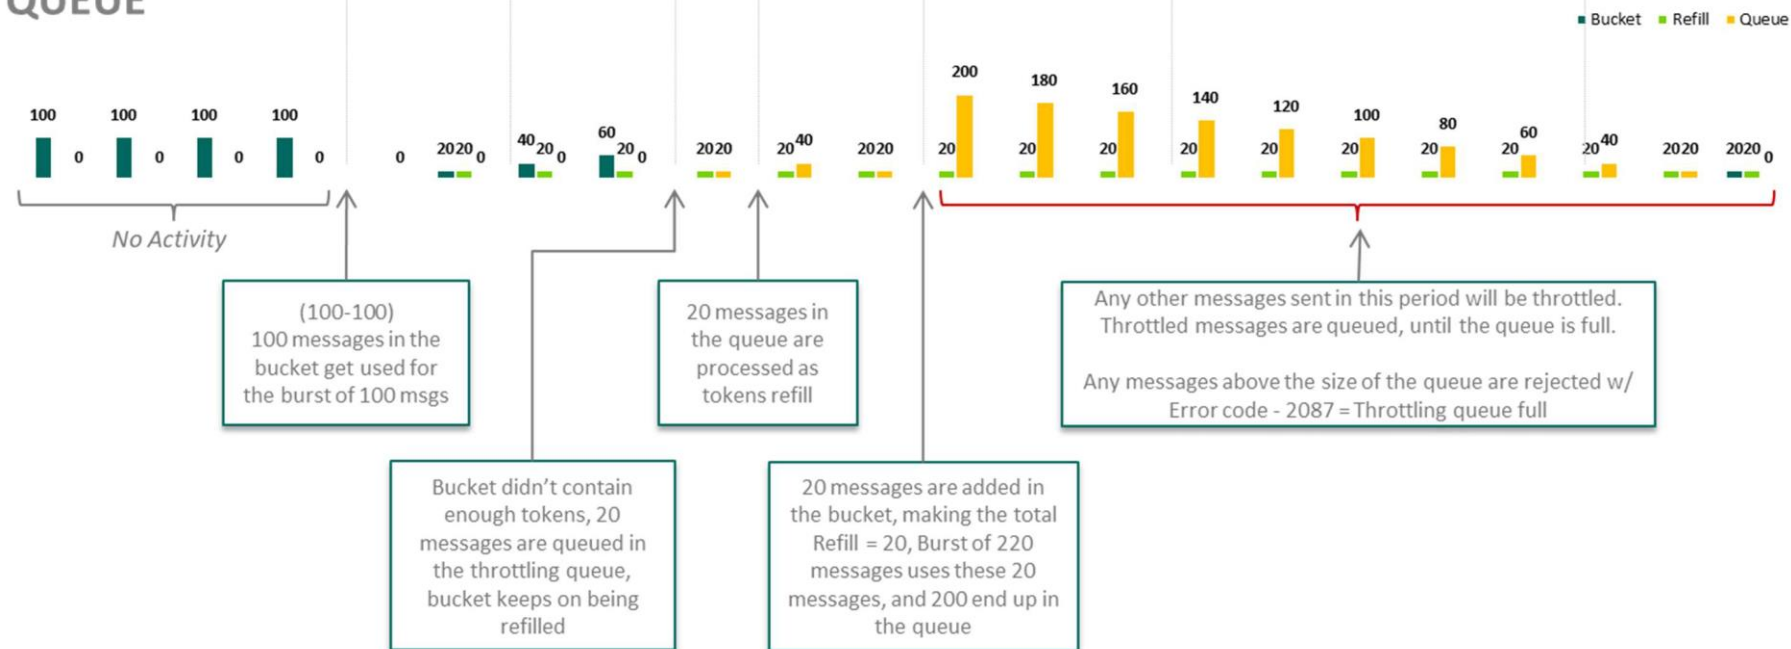 QUEUE
Bucket Refill Queue
100 0 100 0 100 0 100 0 0 20 20 0 40 20 0 60 20 0 20 20 20 40 20 20 20 200 20 180 20 160 20 140 20 120 20 100 20 80 20 60 20 40 20 20 20 20 0
No Activity
(100-100)
100 messages in the
bucket get used for
the burst of 100 msgs
Bucket didn’t contain
enough tokens, 20
messages are queued in
the throttling queue,
bucket keeps on being
refilled
20 messages in
the queue are
processed as
tokens refill
20 messages are added in
the bucket, making the total
Refill = 20, Burst of 220
messages uses these 20
messages, and 200 end up in
the queue
Any other messages sent in this period will be throttled.
Throttled messages are queued, until the queue is full.
Any messages above the size of the queue are rejected w/
Error code - 2087 = Throttling queue full